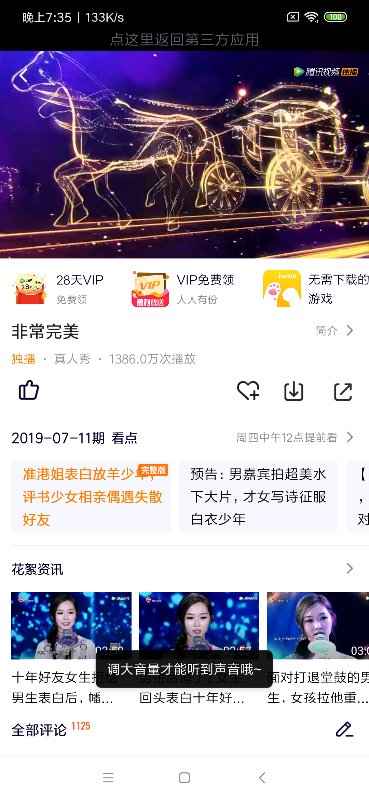 晚上7:35 | 133K/s
100
点这里返回第三方应用
腾讯视频 独播
28天VIP
免费领
VIP
福利放送
VIP免费领
人人有份
无需下载的
游戏
非常完美
简介
独播 · 真人秀 · 1386.0万次播放
2019-07-11期 看点
周四中午12点提前看
准港姐表白放羊少年，
完整版
评书少女相亲偶遇失散
好友
预告：男嘉宾拍超美水
下大片，才女写诗征服
白衣少年
【
，
对
花絮资讯
03:
调大音量才能听到声音哦~
十年好友女生拒绝
男生表白后，幡...
回头表白十年好...
面对打退堂鼓的男
生，女孩拉他重...
全部评论 1125